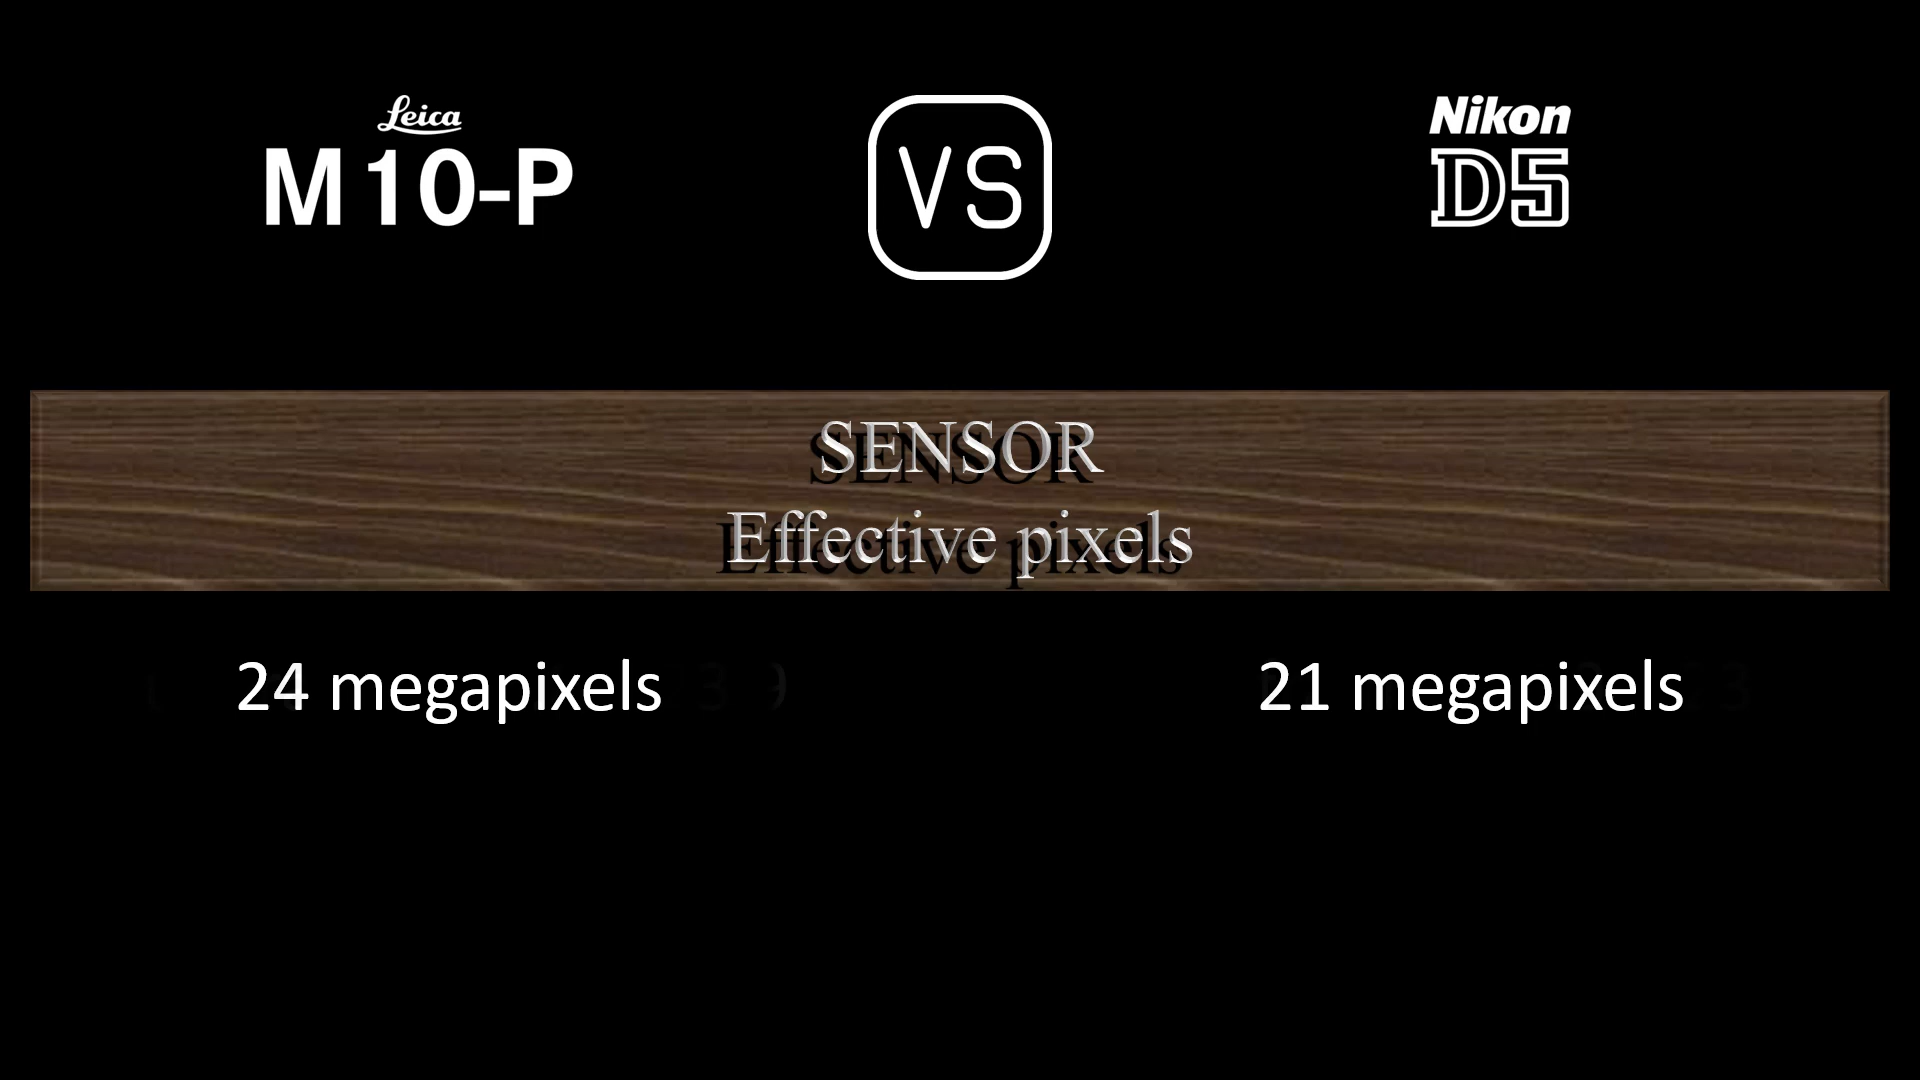 Leica
M10-P
VS
Nikon
D5
SENSOR
Effective pixels
24 megapixels
21 megapixels